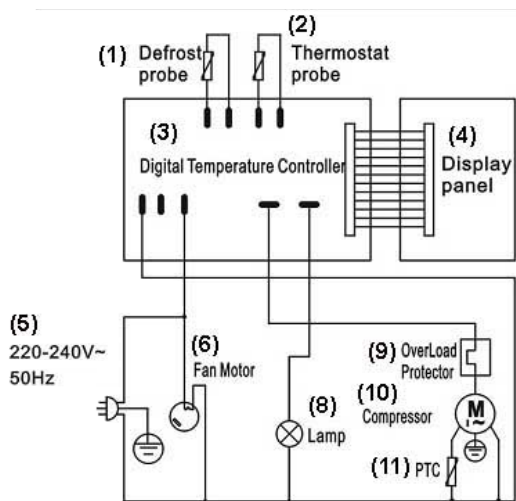 (1) Defrost
probe
(2) Thermostat
probe
(3)
Digital Temperature Controller
(4)
Display
panel
(5)
220-240V~
50Hz
(6)
Fan Motor
(8)
Lamp
(9) OverLoad
Protector
(10)
Compressor
M
I ~
(11) PTC